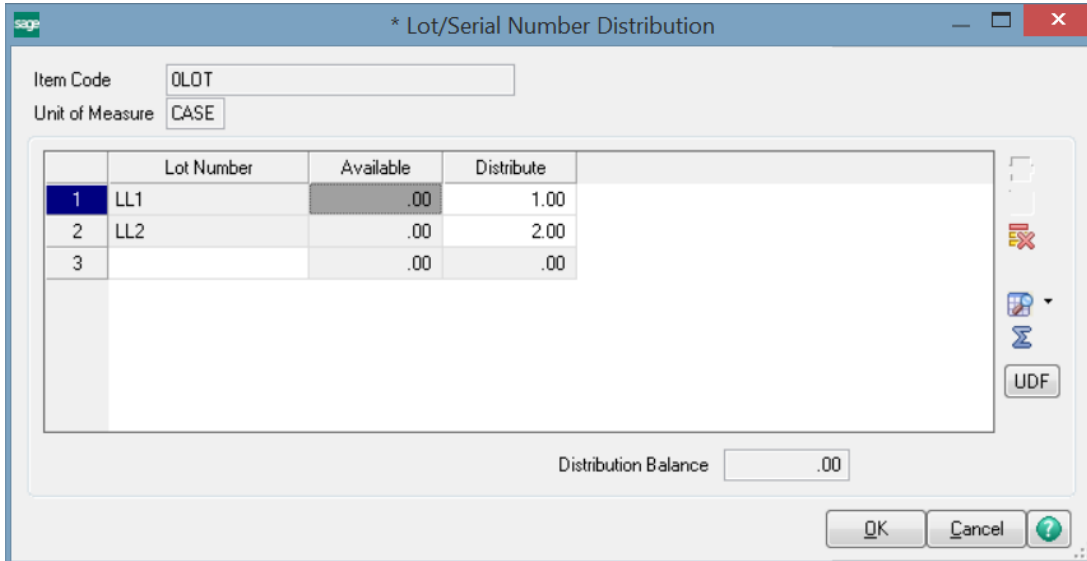 sage * Lot/Serial Number Distribution
Item Code 0LOT
Unit of Measure CASE
Lot Number Available Distribute
1 LL1 .00 1.00
2 LL2 .00 2.00
3 .00 .00
UDF
Distribution Balance .00
OK Cancel ?